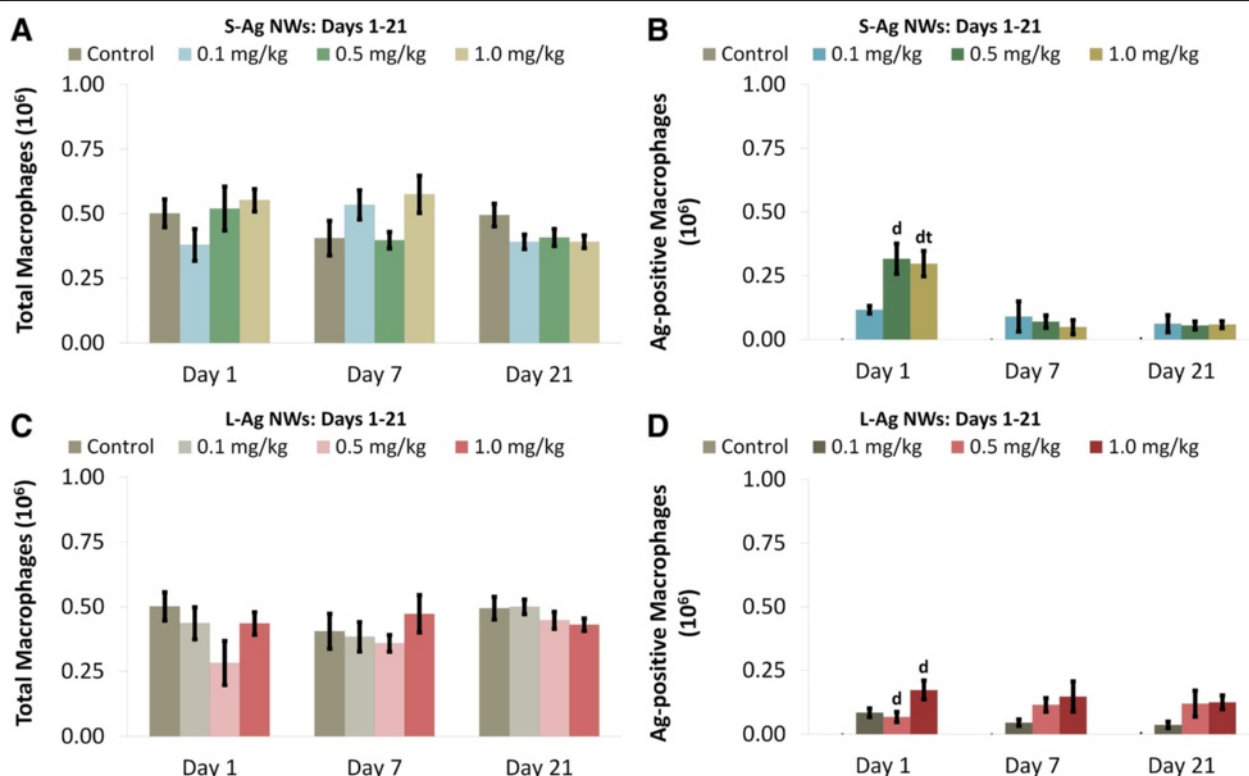 A
S-Ag NWs: Days 1-21
Control 0.1 mg/kg 0.5 mg/kg 1.0 mg/kg
Total Macrophages (10⁶)
1.00
0.75
0.50
0.25
0.00
Day 1 Day 7 Day 21
B
S-Ag NWs: Days 1-21
Control 0.1 mg/kg 0.5 mg/kg 1.0 mg/kg
Ag-positive Macrophages
(10⁶)
1.00
0.75
0.50
0.25
0.00
d dt
Day 1 Day 7 Day 21
C
L-Ag NWs: Days 1-21
Control 0.1 mg/kg 0.5 mg/kg 1.0 mg/kg
Total Macrophages (10⁶)
1.00
0.75
0.50
0.25
0.00
Day 1 Day 7 Day 21
D
L-Ag NWs: Days 1-21
Control 0.1 mg/kg 0.5 mg/kg 1.0 mg/kg
Ag-positive Macrophages
(10⁶)
1.00
0.75
0.50
0.25
0.00
d d
Day 1 Day 7 Day 21